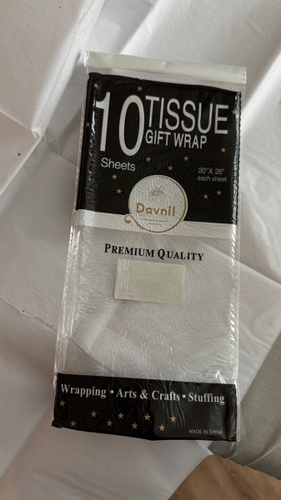 10 TISSUE
GIFT WRAP
Sheets
20"X 26"
each sheet
Davnil
PREMIUM QUALITY
Wrapping • Arts & Crafts • Stuffing
MADE IN CHINA